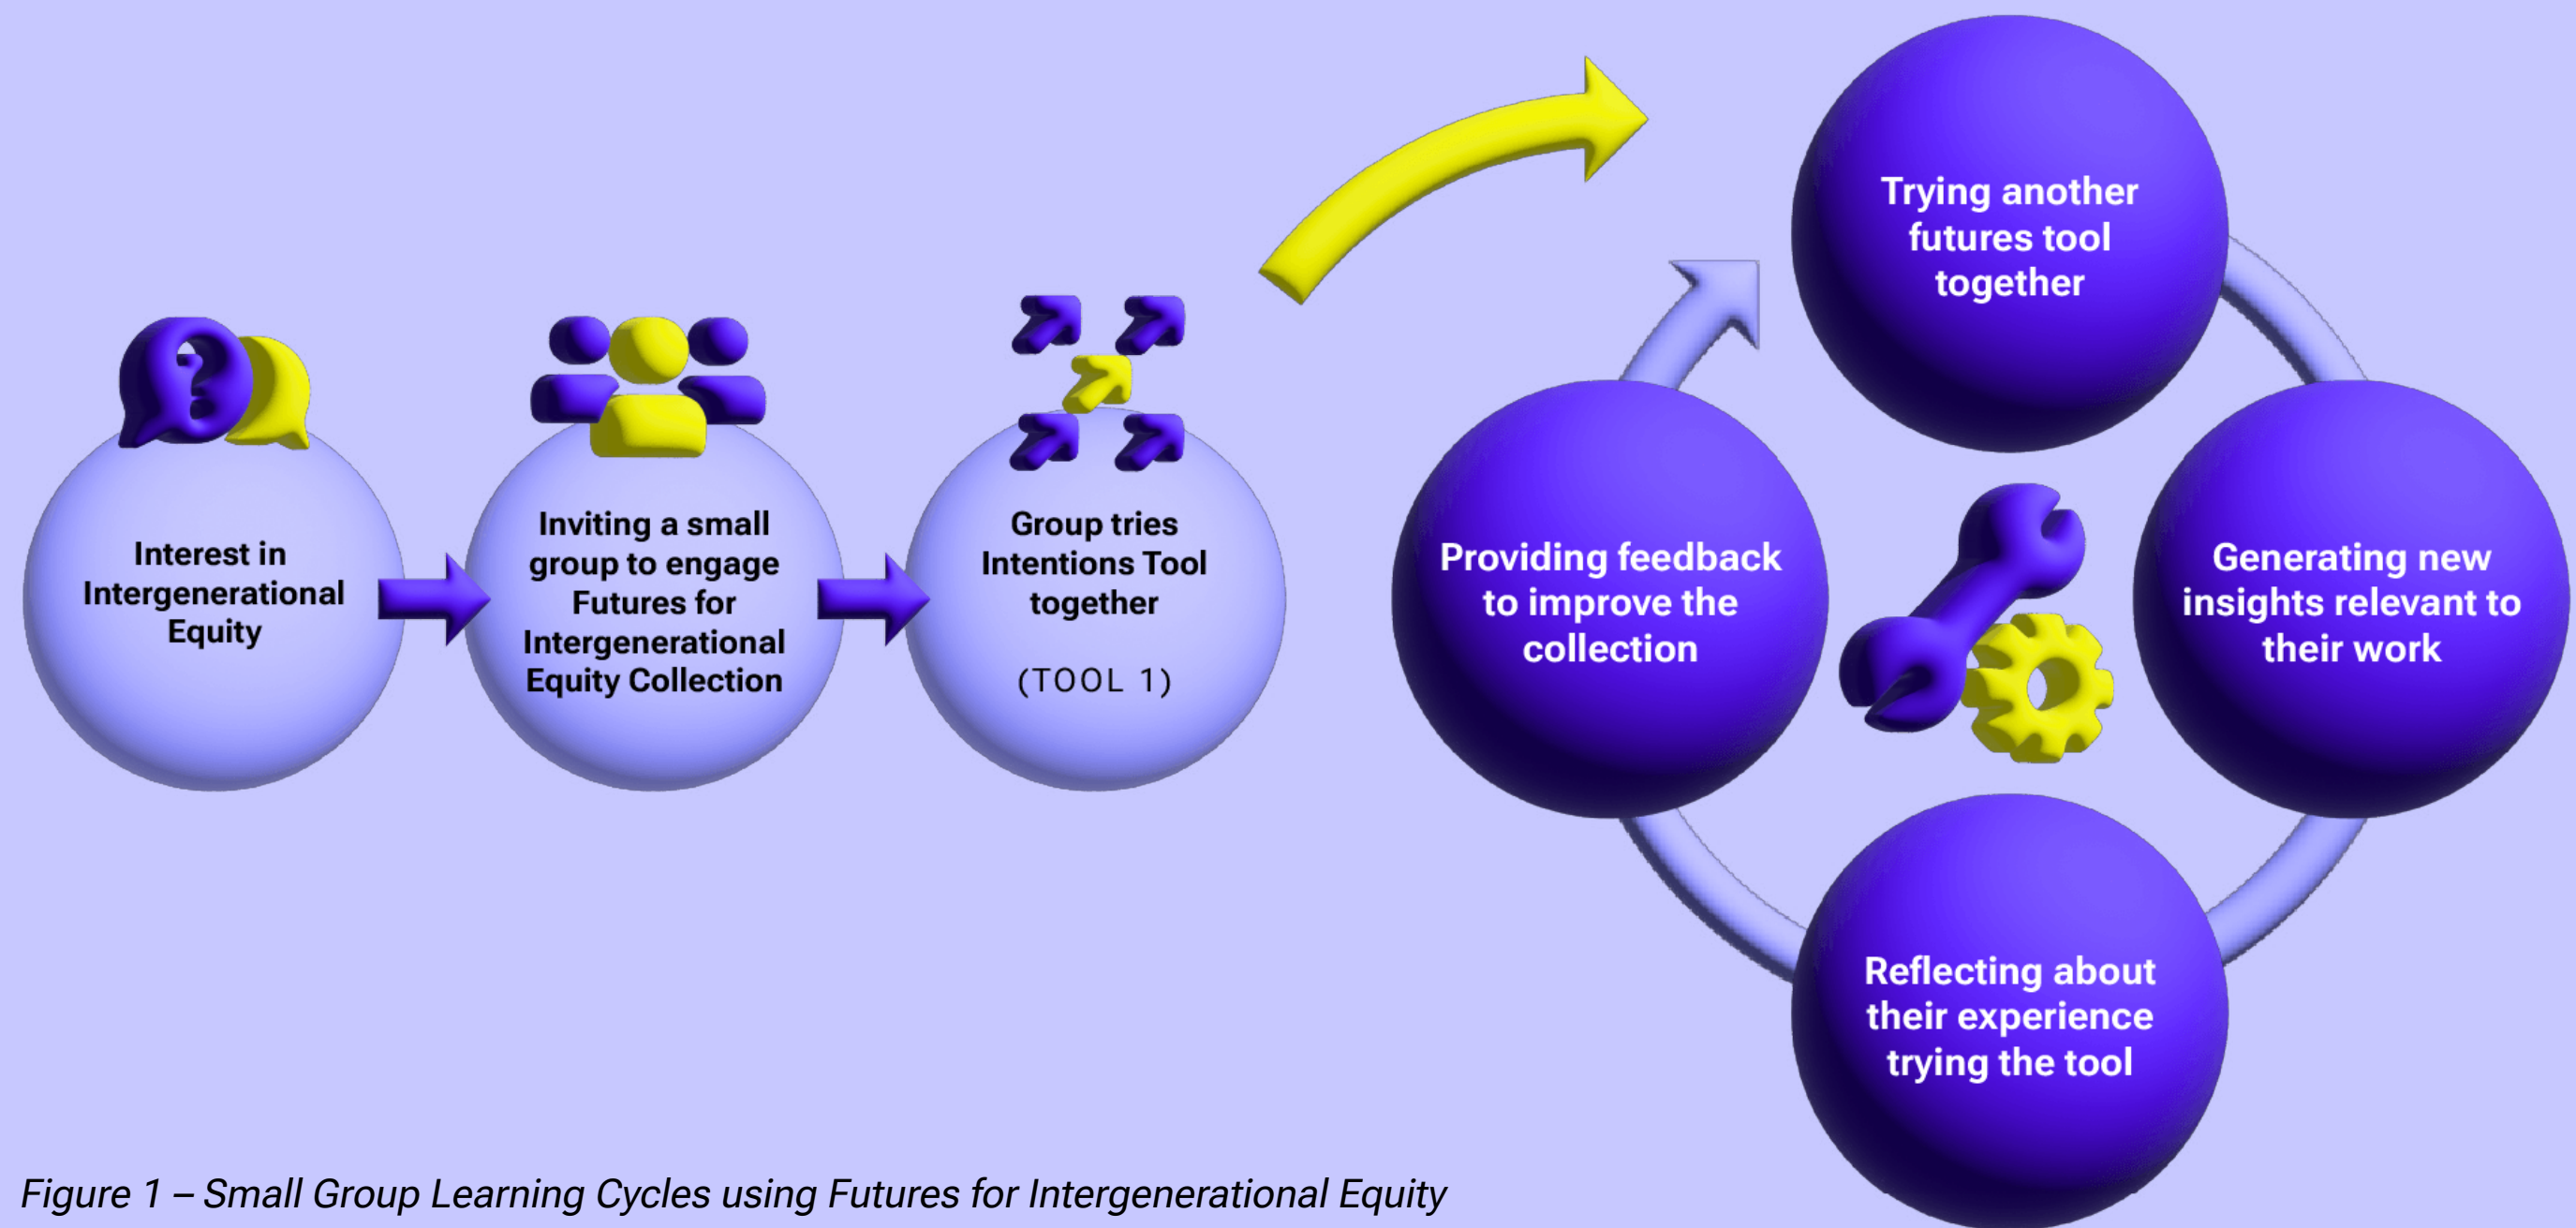 Interest in
Intergenerational
Equity
Inviting a small
group to engage
Futures for
Intergenerational
Equity Collection
Group tries
Intentions Tool
together
(TOOL 1)
Trying another
futures tool
together
Generating new
insights relevant to
their work
Reflecting about
their experience
trying the tool
Providing feedback
to improve the
collection
Figure 1 – Small Group Learning Cycles using Futures for Intergenerational Equity